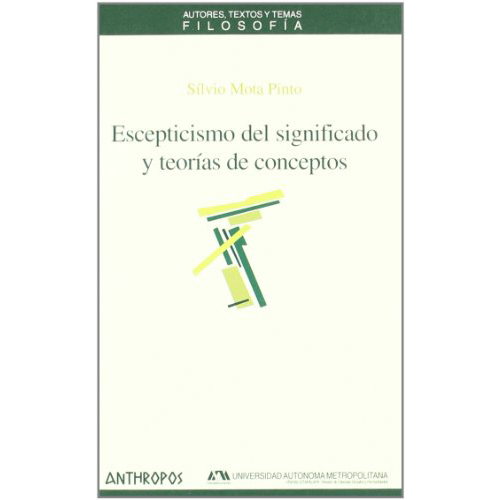 AUTORES, TEXTOS Y TEMAS
FILOSOFÍA
Sílvio Mota Pinto
Escepticismo del significado
y teorías de conceptos
ANTHROPOS
UNIVERSIDAD AUTONOMA METROPOLITANA